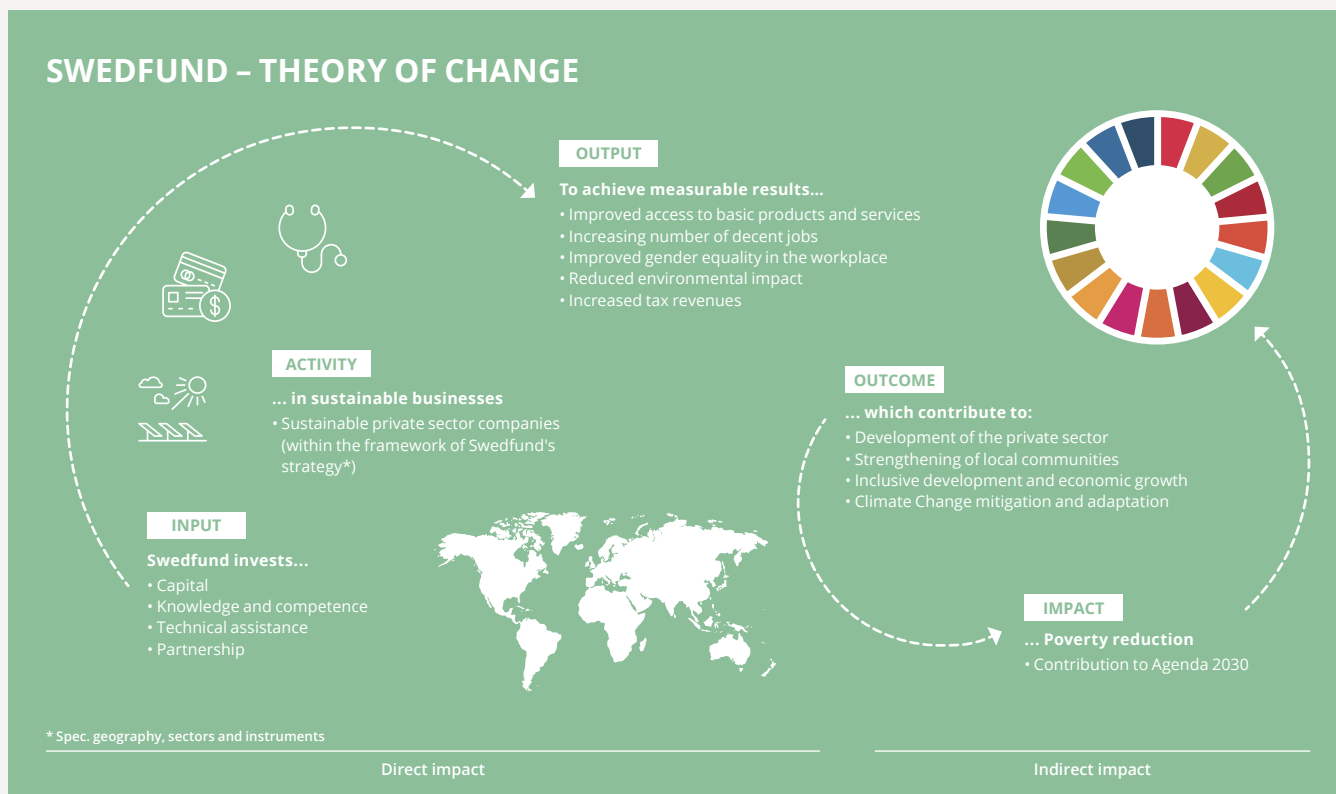 SWEDFUND – THEORY OF CHANGE
INPUT
Swedfund invests...
• Capital
• Knowledge and competence
• Technical assistance
• Partnership
ACTIVITY
... in sustainable businesses
• Sustainable private sector companies
(within the framework of Swedfund's
strategy*)
OUTPUT
To achieve measurable results...
• Improved access to basic products and services
• Increasing number of decent jobs
• Improved gender equality in the workplace
• Reduced environmental impact
• Increased tax revenues
OUTCOME
... which contribute to:
• Development of the private sector
• Strengthening of local communities
• Inclusive development and economic growth
• Climate Change mitigation and adaptation
IMPACT
... Poverty reduction
• Contribution to Agenda 2030
* Spec. geography, sectors and instruments
Direct impact
Indirect impact
$